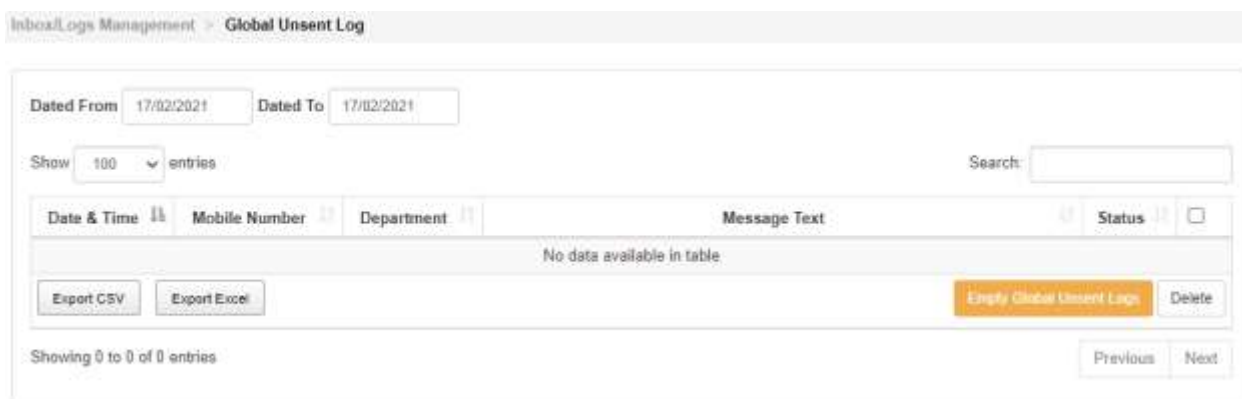 Inbox/Logs Management > Global Unsent Log
Dated From 17/02/2021 Dated To 17/02/2021
Show 100 entries Search:
Date & Time Mobile Number Department Message Text Status
No data available in table
Export CSV Export Excel Empty Global Unsent Logs Delete
Showing 0 to 0 of 0 entries Previous Next